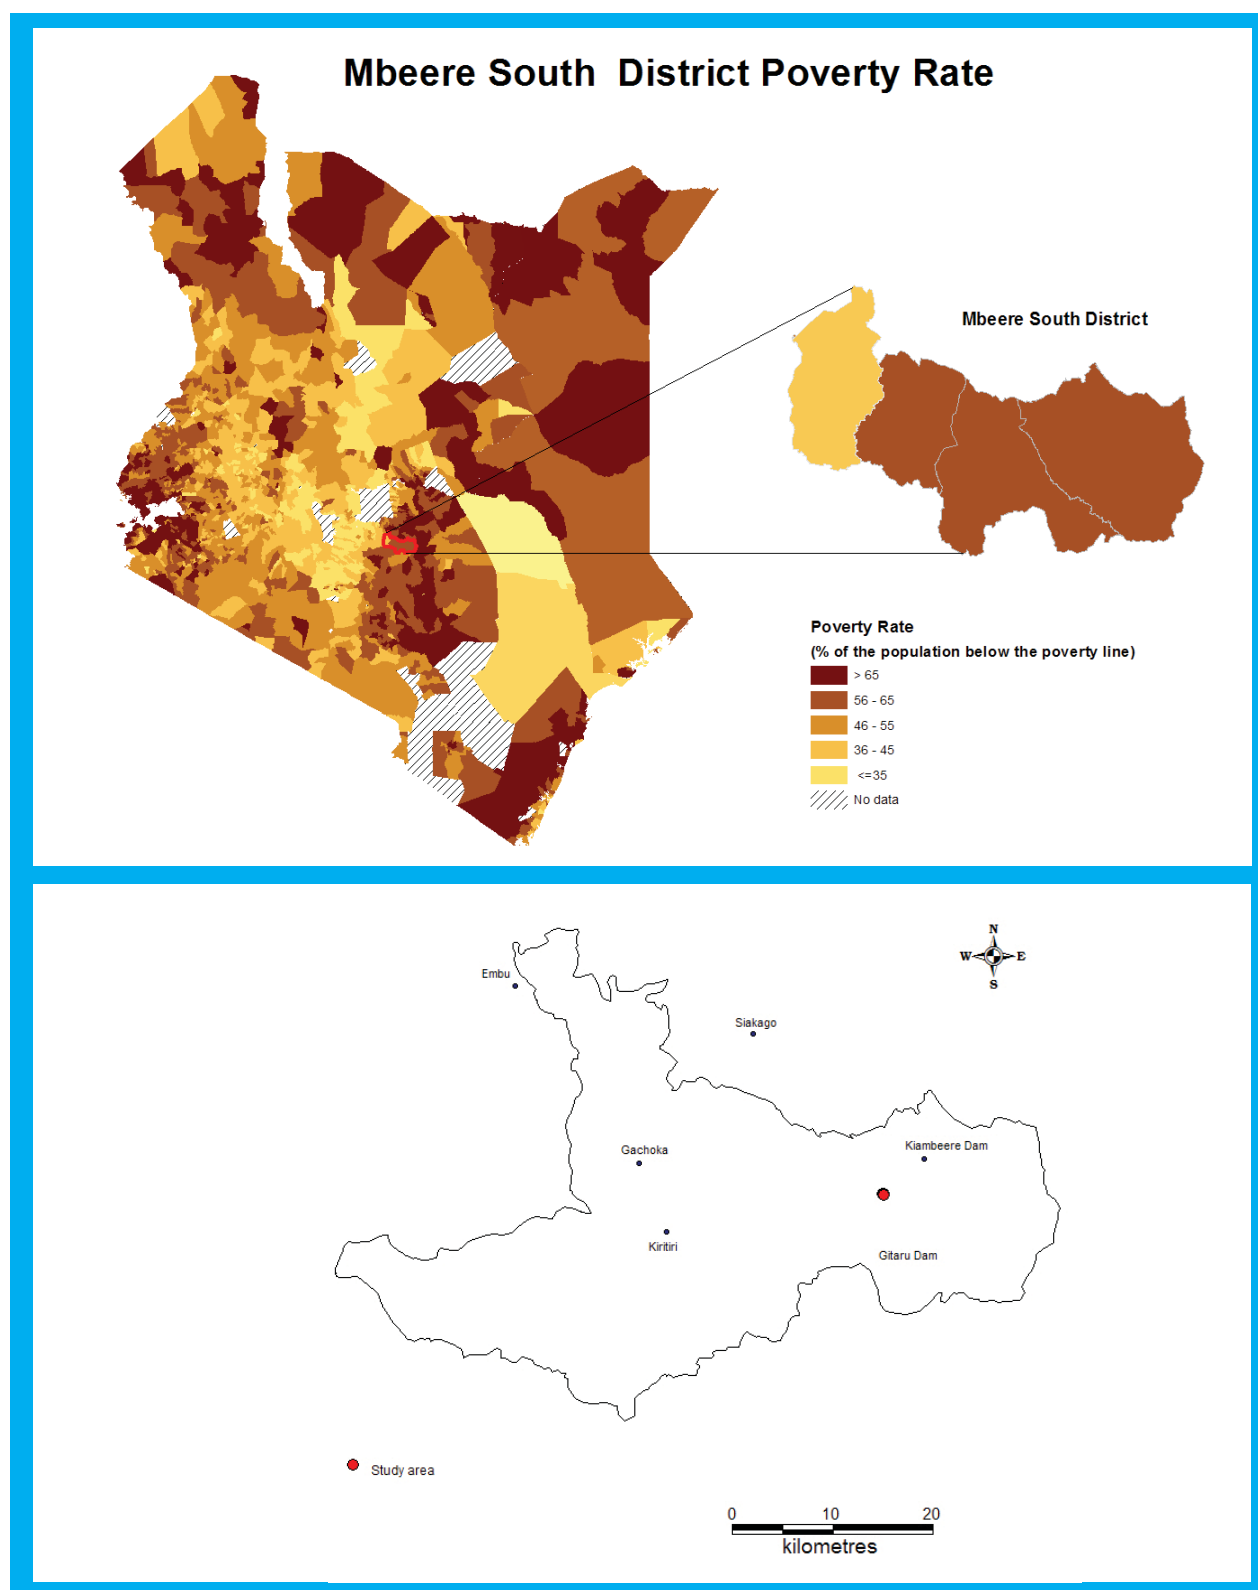 Mbeere South District Poverty Rate
Mbeere South District
Poverty Rate
(% of the population below the poverty line)
> 65
56 - 65
46 - 55
36 - 45
<=35
No data
N
W E
S
Embu
Siakago
Gachoka
Kiambeere Dam
Kiritiri
Gitaru Dam
Study area
0 10 20
kilometres